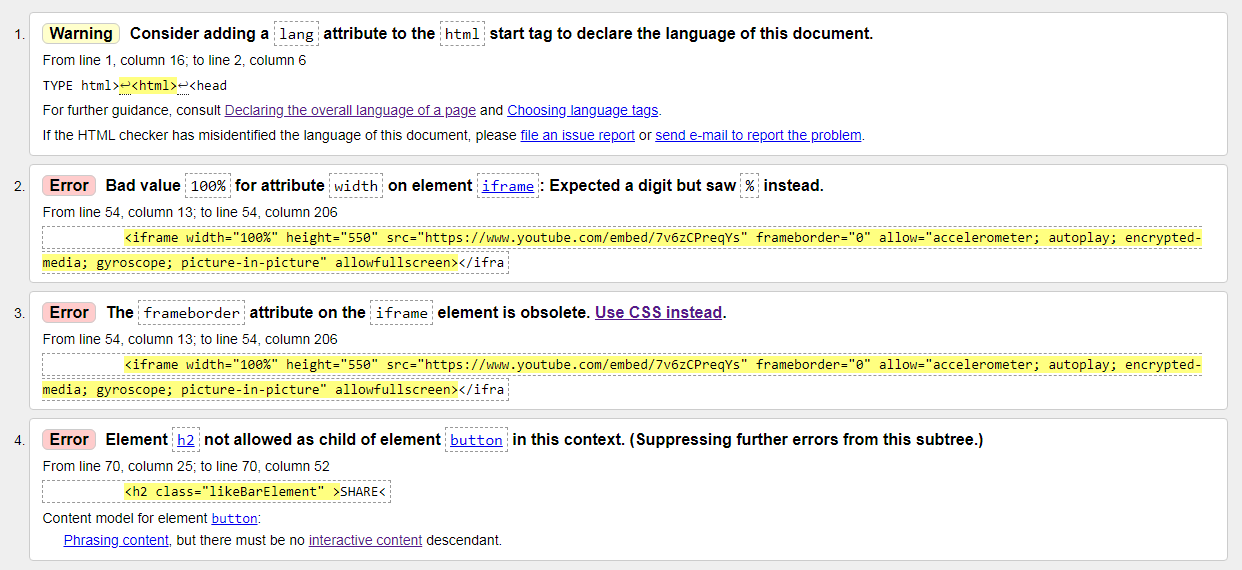 1. Warning Consider adding a lang attribute to the html start tag to declare the language of this document.
From line 1, column 16; to line 2, column 6
TYPE html>↩<html>↩<head
For further guidance, consult Declaring the overall language of a page and Choosing language tags.
If the HTML checker has misidentified the language of this document, please file an issue report or send e-mail to report the problem.
2. Error Bad value 100% for attribute width on element iframe: Expected a digit but saw % instead.
From line 54, column 13; to line 54, column 206
<iframe width="100%" height="550" src="https://www.youtube.com/embed/7v6zCPreqYs" frameborder="0" allow="accelerometer; autoplay; encrypted-
media; gyroscope; picture-in-picture" allowfullscreen></ifra
3. Error The frameborder attribute on the iframe element is obsolete. Use CSS instead.
From line 54, column 13; to line 54, column 206
<iframe width="100%" height="550" src="https://www.youtube.com/embed/7v6zCPreqYs" frameborder="0" allow="accelerometer; autoplay; encrypted-
media; gyroscope; picture-in-picture" allowfullscreen></ifra
4. Error Element h2 not allowed as child of element button in this context. (Suppressing further errors from this subtree.)
From line 70, column 25; to line 70, column 52
<h2 class="likeBarElement" >SHARE<
Content model for element button:
Phrasing content, but there must be no interactive content descendant.